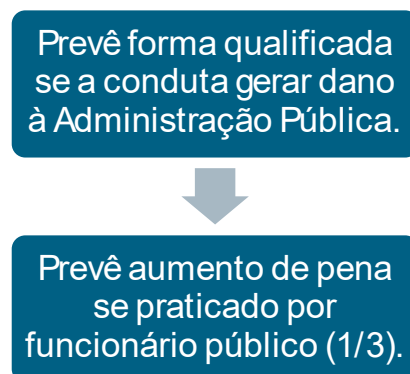 Prevê forma qualificada
se a conduta gerar dano
à Administração Pública.
Prevê aumento de pena
se praticado por
funcionário público (1/3).